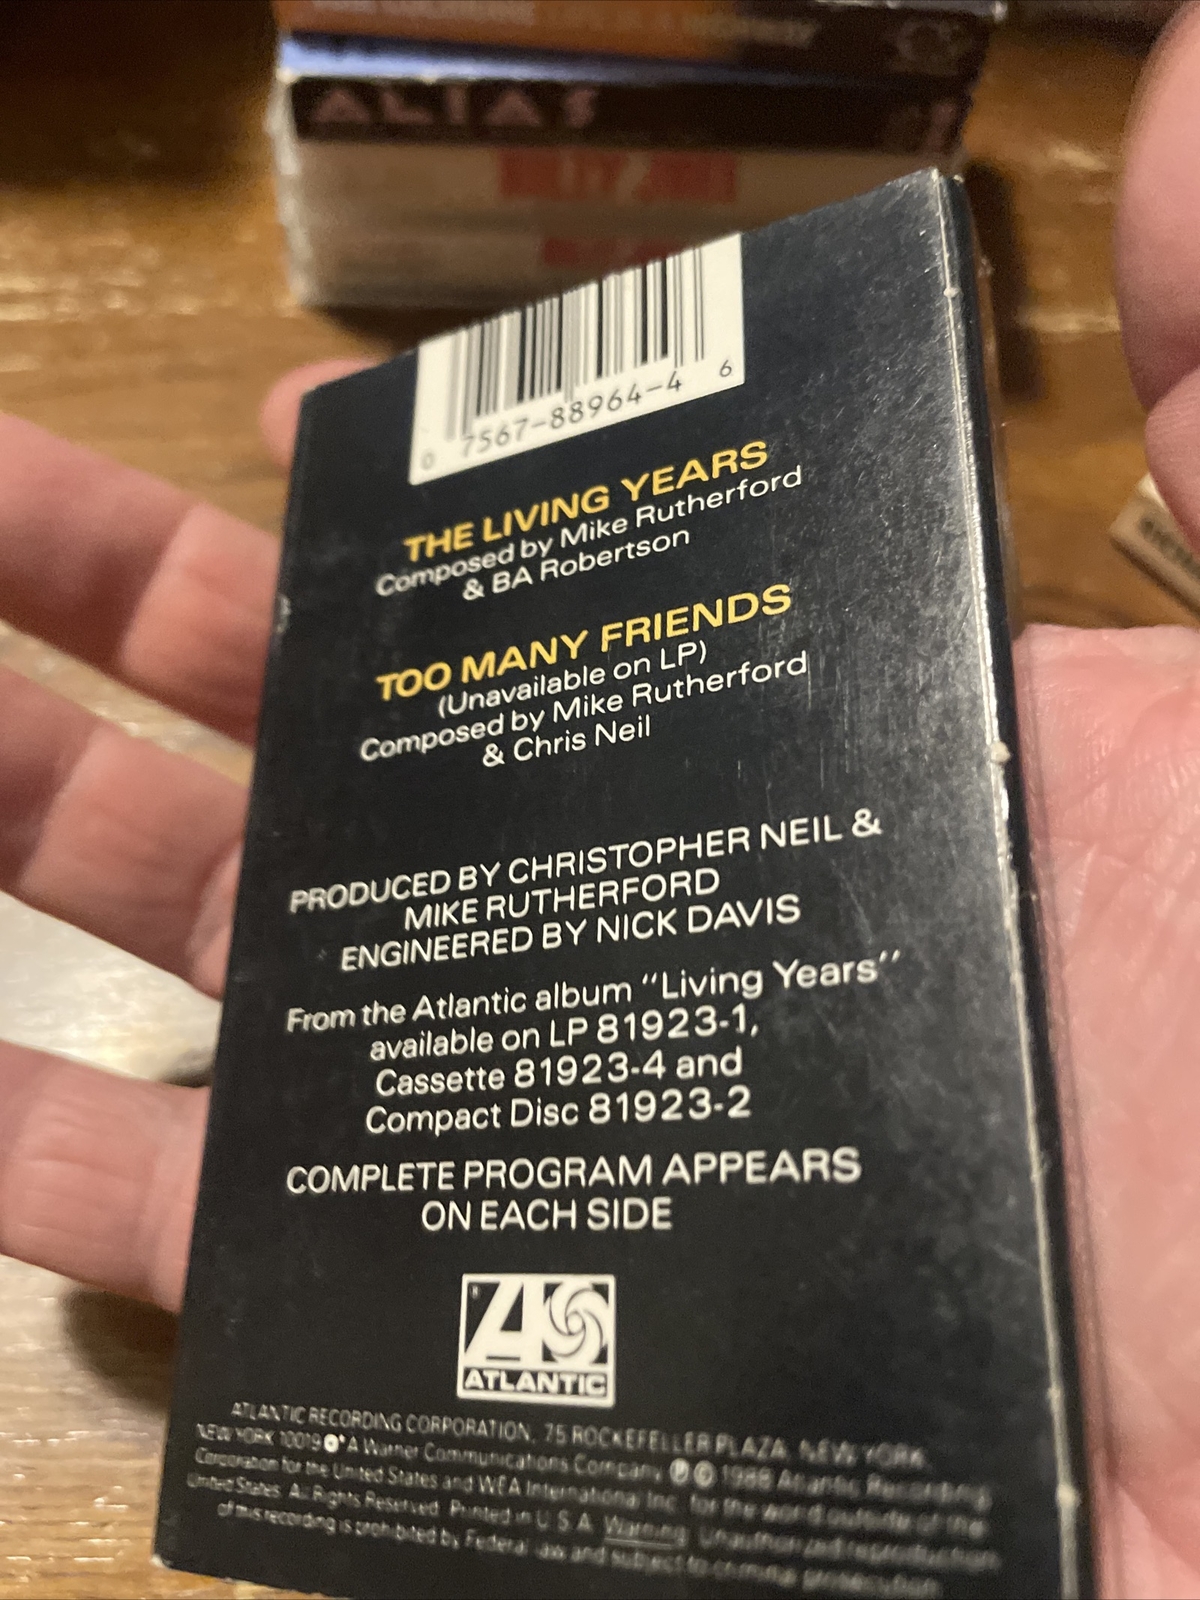 ALIAS
0 7567-88964-4 6
THE LIVING YEARS
Composed by Mike Rutherford
& BA Robertson
TOO MANY FRIENDS
(Unavailable on LP)
Composed by Mike Rutherford
& Chris Neil
PRODUCED BY CHRISTOPHER NEIL &
MIKE RUTHERFORD
ENGINEERED BY NICK DAVIS
From the Atlantic album "Living Years"
available on LP 81923-1,
Cassette 81923-4 and
Compact Disc 81923-2
COMPLETE PROGRAM APPEARS
ON EACH SIDE
ATLANTIC
ATLANTIC RECORDING CORPORATION, 75 ROCKEFELLER PLAZA, NEW YORK,
NEW YORK 10019 A Warner Communications Company ℗ © 1988 Atlantic Recording
Corporation for the United States and WEA International Inc. for the world outside of the
United States. All Rights Reserved. Printed in U.S.A. Warning: Unauthorized reproduction
of this recording is prohibited by Federal law and subject to criminal prosecution.